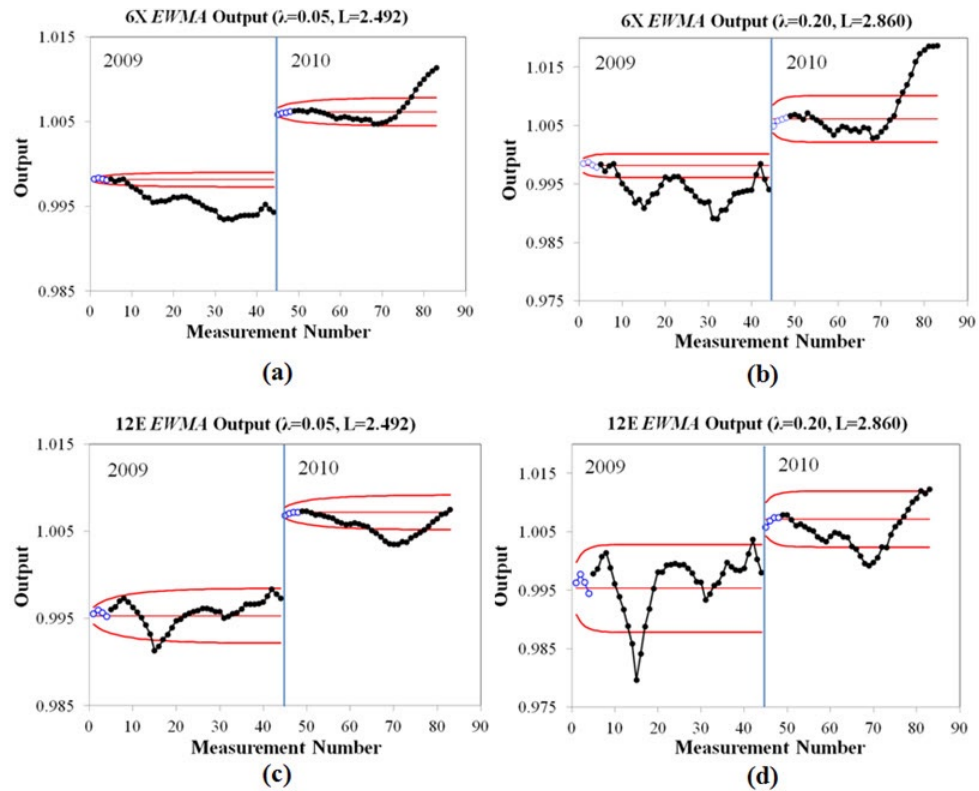 6X EWMA Output (λ=0.05, L=2.492)
1.015
1.005
0.995
0.985
Output
2009
2010
0 10 20 30 40 50 60 70 80 90
Measurement Number
(a)
6X EWMA Output (λ=0.20, L=2.860)
1.015
1.005
0.995
0.985
0.975
Output
2009
2010
0 10 20 30 40 50 60 70 80 90
Measurement Number
(b)
12E EWMA Output (λ=0.05, L=2.492)
1.015
1.005
0.995
0.985
Output
2009
2010
0 10 20 30 40 50 60 70 80 90
Measurement Number
(c)
12E EWMA Output (λ=0.20, L=2.860)
1.015
1.005
0.995
0.985
0.975
Output
2009
2010
0 10 20 30 40 50 60 70 80 90
Measurement Number
(d)